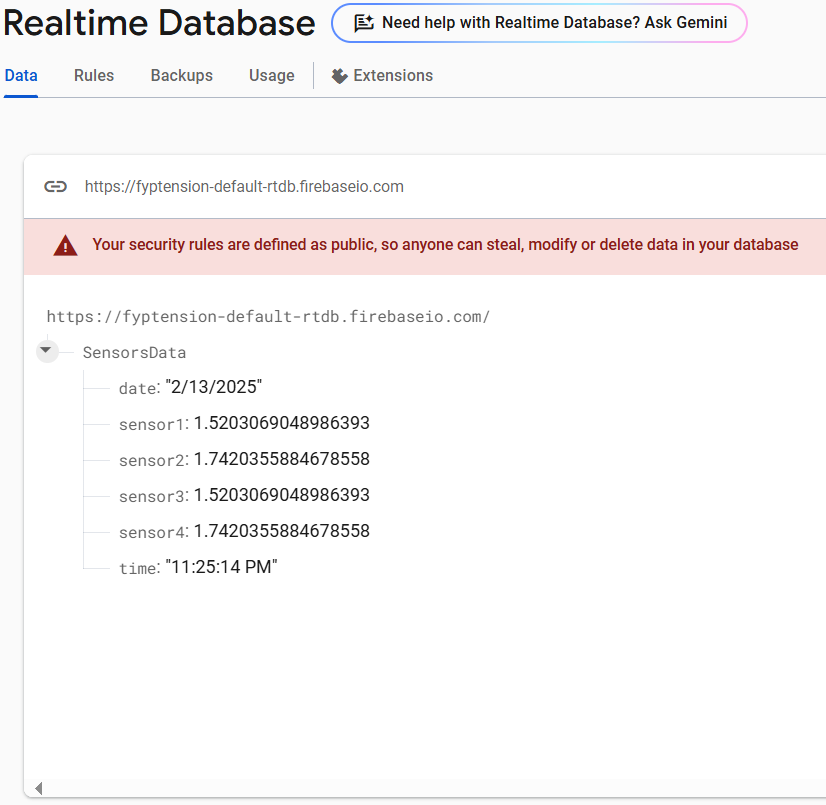 Realtime Database
Need help with Realtime Database? Ask Gemini
Data Rules Backups Usage Extensions
https://fyptension-default-rtdb.firebaseio.com
Your security rules are defined as public, so anyone can steal, modify or delete data in your database
https://fyptension-default-rtdb.firebaseio.com/
SensorsData
date: "2/13/2025"
sensor1: 1.5203069048986393
sensor2: 1.7420355884678558
sensor3: 1.5203069048986393
sensor4: 1.7420355884678558
time: "11:25:14 PM"